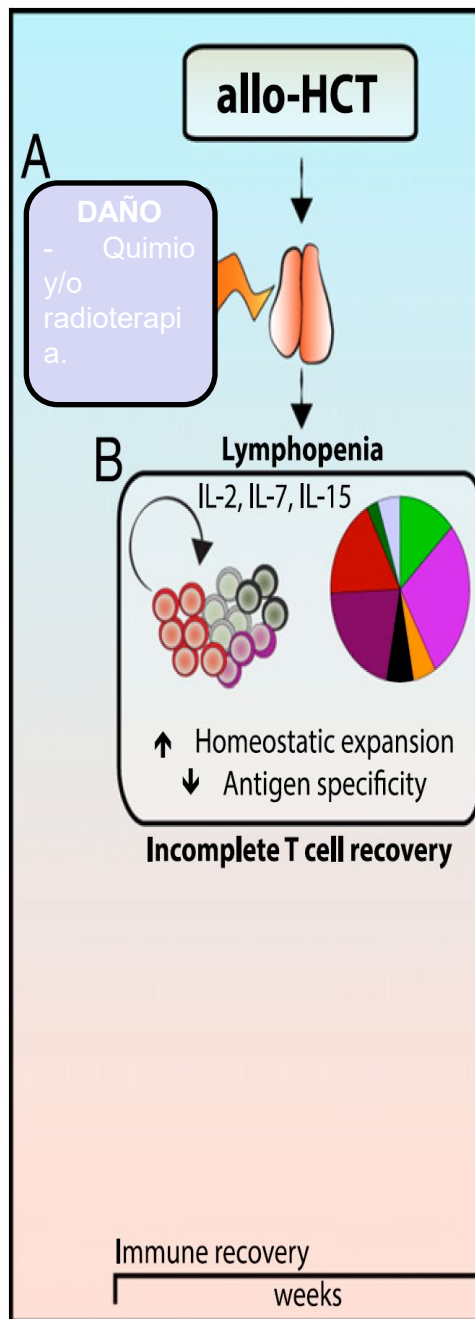 allo-HCT
A
DAÑO
- Quimio
y/o
radioterapi
a.
Lymphopenia
B
IL-2, IL-7, IL-15
↑ Homeostatic expansion
↓ Antigen specificity
Incomplete T cell recovery
Immune recovery
weeks